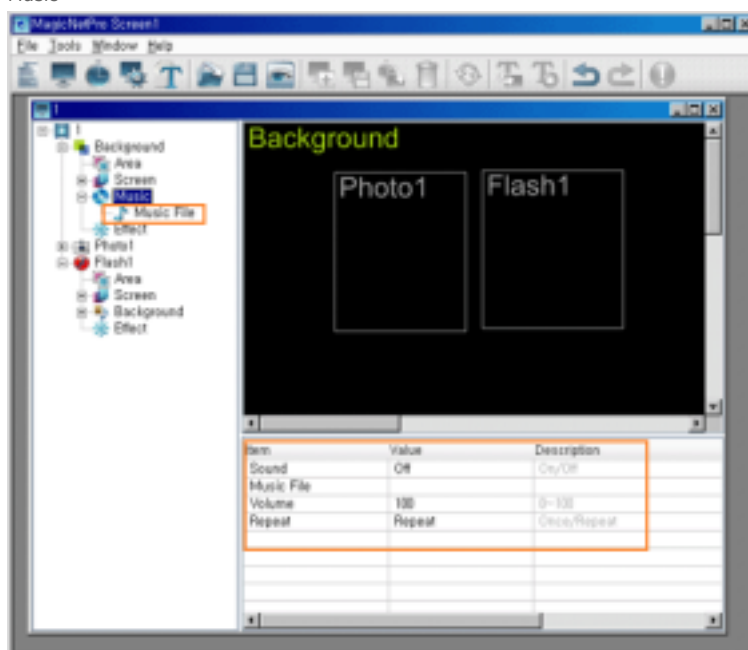 Music
MagicNetPro Screen1
File Tools Window Help
1
1
Background
Area
Screen
Music
Music File
Effect
Photo1
Flash1
Area
Screen
Background
Effect
Background
Photo1 Flash1
Item Value Description
Sound Off On/Off
Music File
Volume 100 0~100
Repeat Repeat Once/Repeat